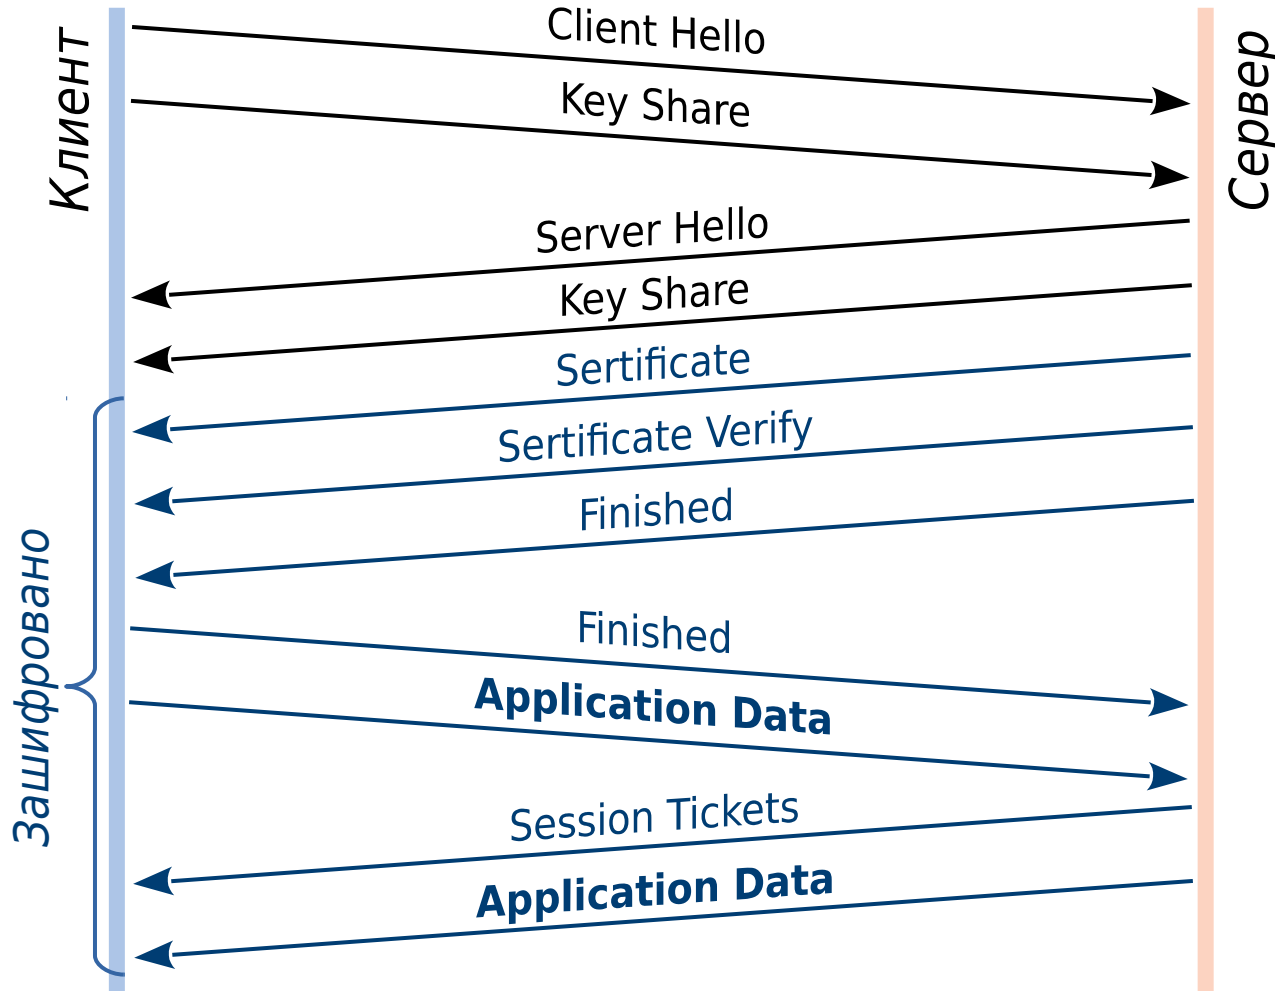 Клиент
Сервер
Client Hello
Key Share
Server Hello
Key Share
Sertificate
Sertificate Verify
Finished
Finished
Application Data
Session Tickets
Application Data
Зашифровано